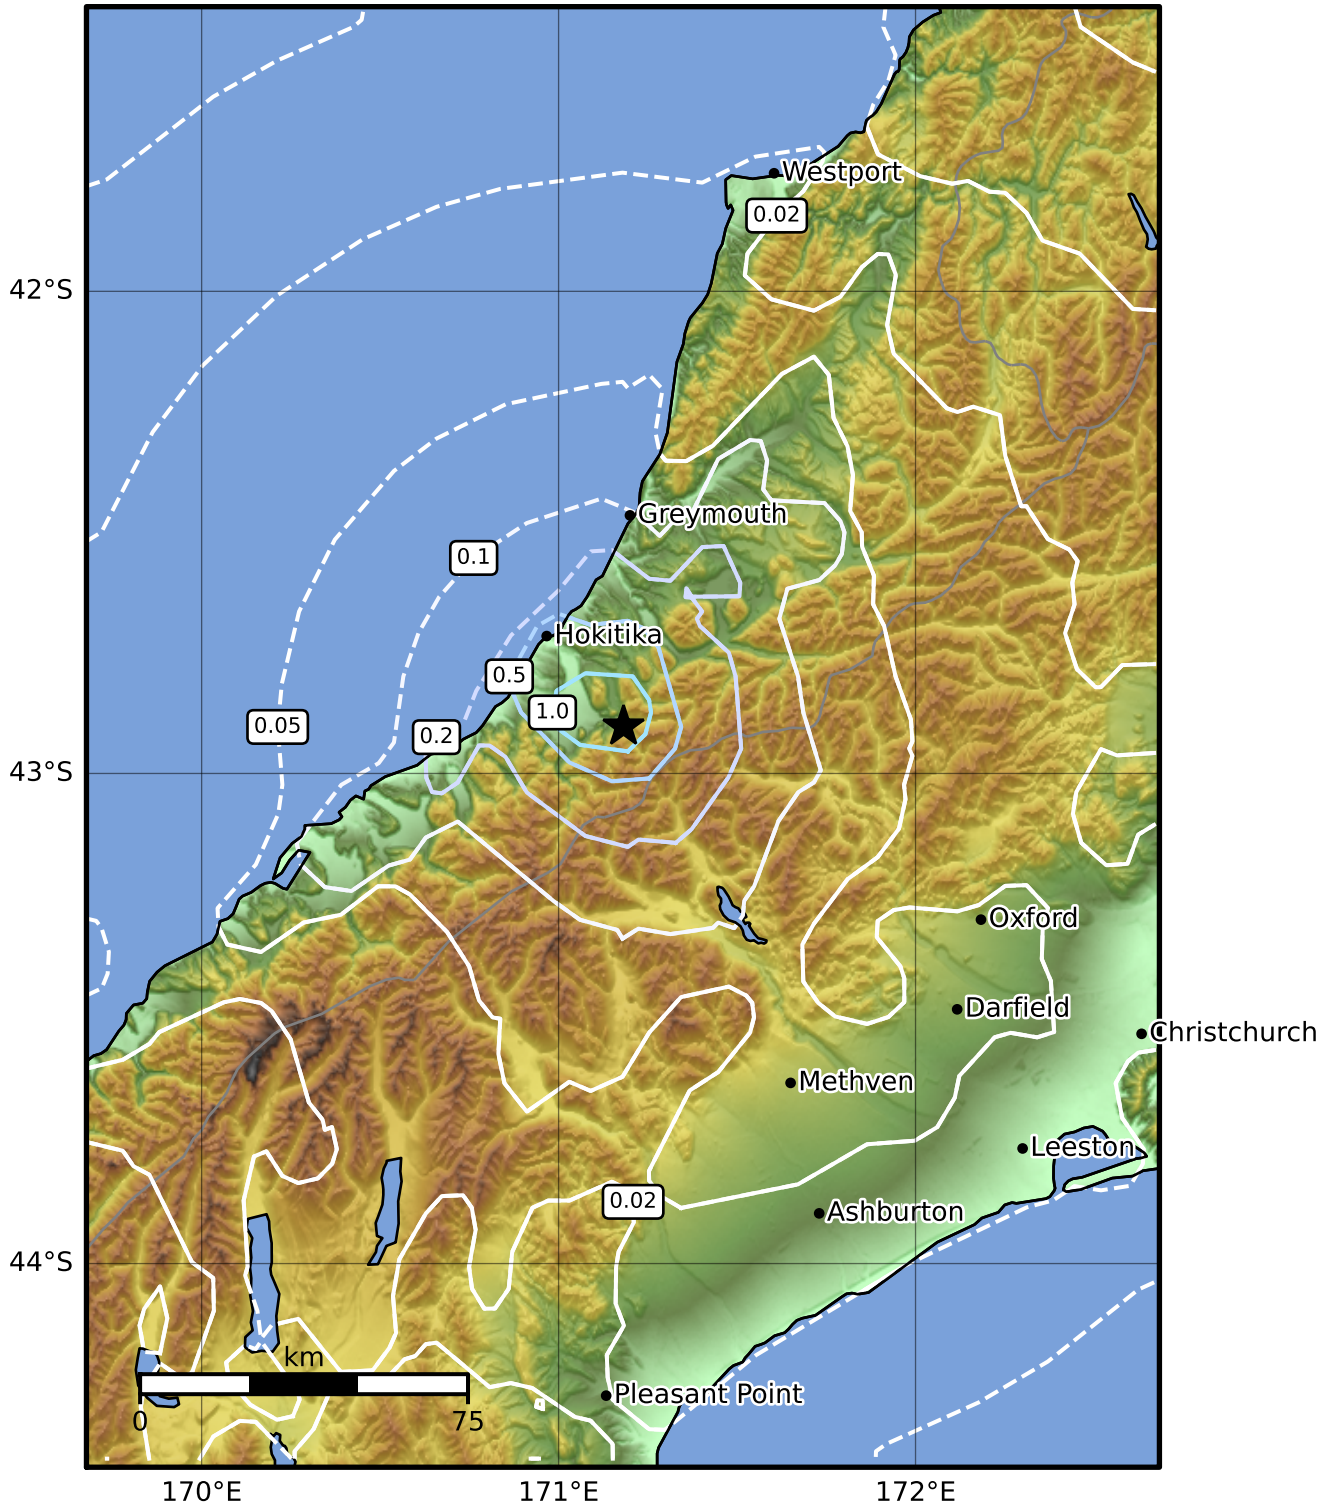 Westport
0.02
42°S
Greymouth
0.1
Hokitika
0.5
1.0
0.05
0.2
43°S
Oxford
Darfield
Christchurch
Methven
Leeston
0.02
Ashburton
44°S
km
Pleasant Point
0 75
170°E 171°E 172°E